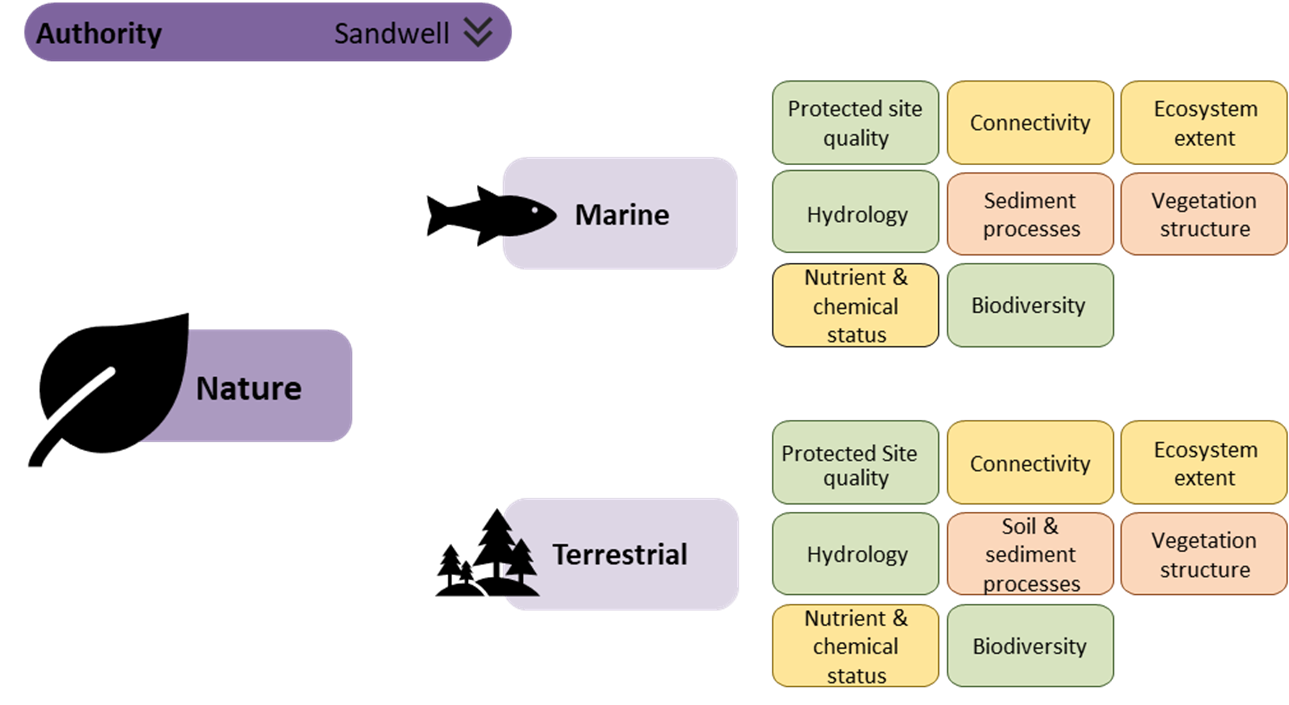 Authority Sandwell
Nature
Marine
Protected site
quality
Connectivity
Ecosystem
extent
Hydrology
Sediment
processes
Vegetation
structure
Nutrient &
chemical
status
Biodiversity
Terrestrial
Protected Site
quality
Connectivity
Ecosystem
extent
Hydrology
Soil &
sediment
processes
Vegetation
structure
Nutrient &
chemical
status
Biodiversity